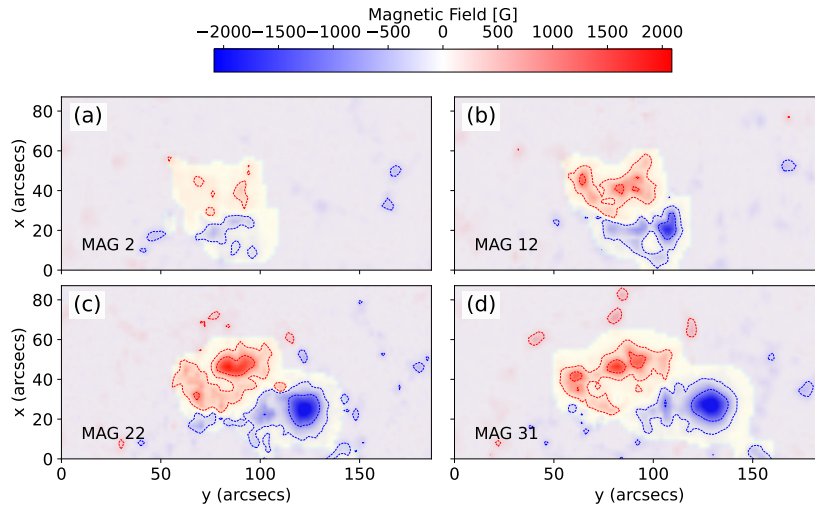 Magnetic Field [G]
−2000 −1500 −1000 −500 0 500 1000 1500 2000
(a) (b)
80
60
40
20
0
x (arcsecs)
MAG 2 MAG 12
(c) (d)
80
60
40
20
0
x (arcsecs)
MAG 22 MAG 31
0 50 100 150 0 50 100 150
y (arcsecs) y (arcsecs)